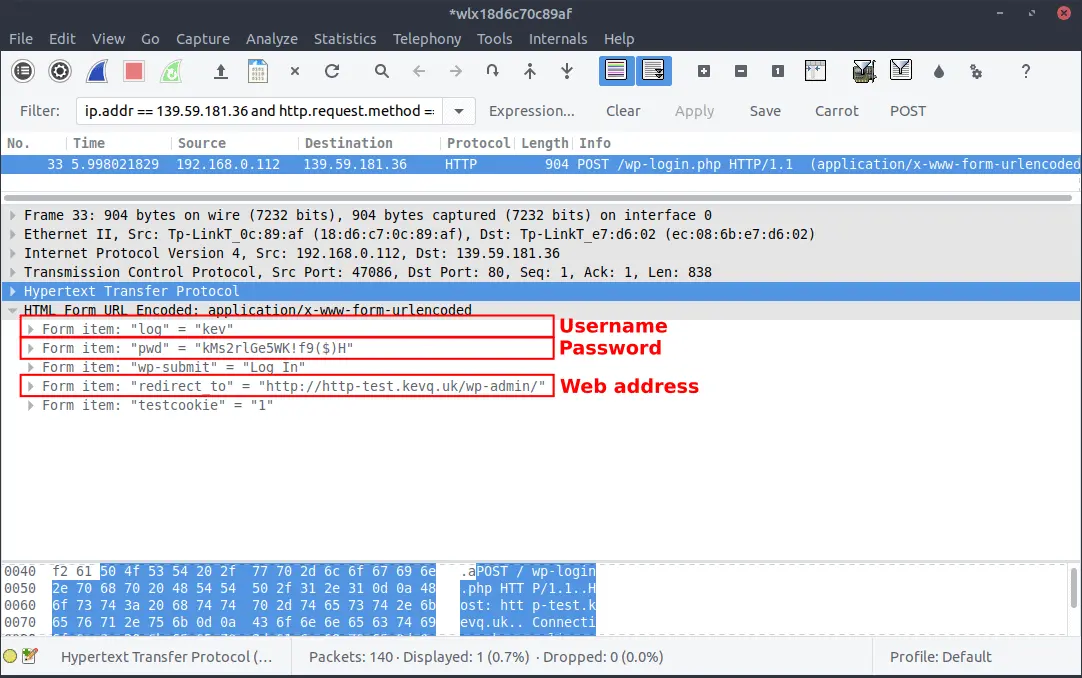 *wlx18d6c70c89af
File Edit View Go Capture Analyze Statistics Telephony Tools Internals Help
Filter: ip.addr == 139.59.181.36 and http.request.method == Expression... Clear Apply Save Carrot POST
No. Time Source Destination Protocol Length Info
33 5.998021829 192.168.0.112 139.59.181.36 HTTP 904 POST /wp-login.php HTTP/1.1 (application/x-www-form-urlencoded
Frame 33: 904 bytes on wire (7232 bits), 904 bytes captured (7232 bits) on interface 0
Ethernet II, Src: Tp-LinkT_0c:89:af (18:d6:c7:0c:89:af), Dst: Tp-LinkT_e7:d6:02 (ec:08:6b:e7:d6:02)
Internet Protocol Version 4, Src: 192.168.0.112, Dst: 139.59.181.36
Transmission Control Protocol, Src Port: 47086, Dst Port: 80, Seq: 1, Ack: 1, Len: 838
Hypertext Transfer Protocol
HTML Form URL Encoded: application/x-www-form-urlencoded
Form item: "log" = "kev" Username
Form item: "pwd" = "kMs2rlGe5WK!f9($)H" Password
Form item: "wp-submit" = "Log In"
Form item: "redirect_to" = "http://http-test.kevq.uk/wp-admin/" Web address
Form item: "testcookie" = "1"
0040 f2 61 50 4f 53 54 20 2f 77 70 2d 6c 6f 67 69 6e .aPOST / wp-login
0050 2e 70 68 70 20 48 54 54 50 2f 31 2e 31 0d 0a 48 .php HTT P/1.1..H
0060 6f 73 74 3a 20 68 74 74 70 2d 74 65 73 74 2e 6b ost: htt p-test.k
0070 65 76 71 2e 75 6b 0d 0a 43 6f 6e 6e 65 63 74 69 evq.uk.. Connecti
Hypertext Transfer Protocol (... Packets: 140 · Displayed: 1 (0.7%) · Dropped: 0 (0.0%) Profile: Default